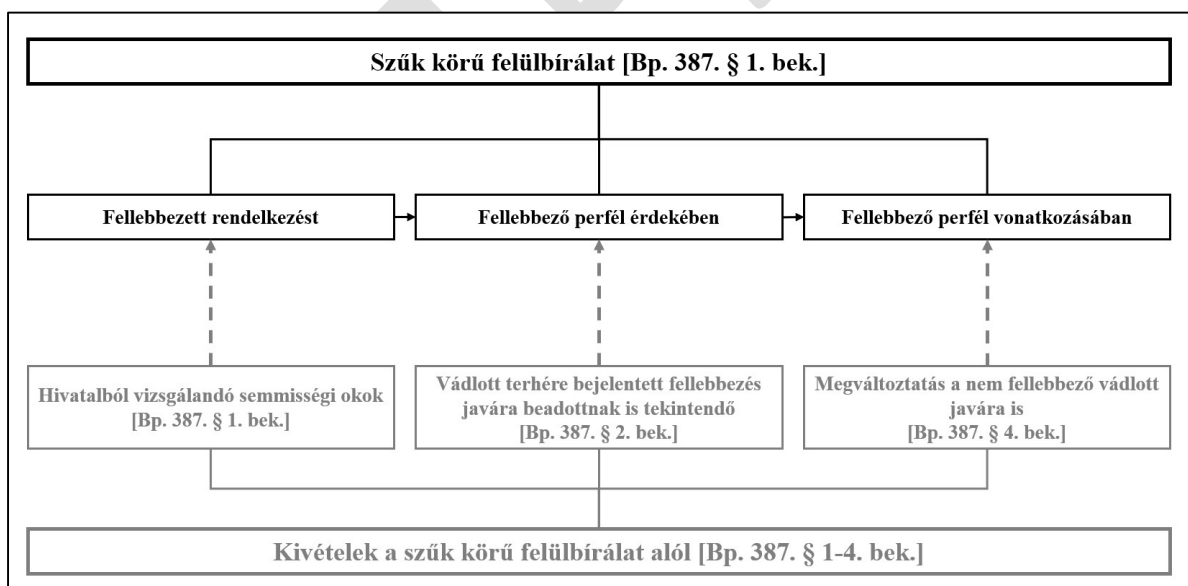 Szűk körű felülbírálat [Bp. 387. § 1. bek.]
Fellebbezett rendelkezést
Fellebbező perfél érdekében
Fellebbező perfél vonatkozásában
Hivatalból vizsgálandó semmisségi okok
[Bp. 387. § 1. bek.]
Vádlott terhére bejelentett fellebbezés
javára beadottnak is tekintendő
[Bp. 387. § 2. bek.]
Megváltoztatás a nem fellebbező vádlott
javára is
[Bp. 387. § 4. bek.]
Kivételek a szűk körű felülbírálat alól [Bp. 387. § 1-4. bek.]